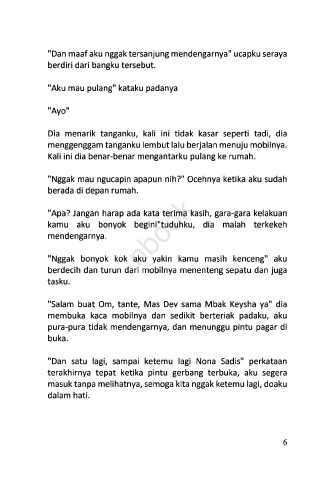 "Dan maaf aku nggak tersanjung mendengarnya" ucapku seraya
berdiri dari bangku tersebut.
"Aku mau pulang" kataku padanya
"Ayo"
Dia menarik tanganku, kali ini tidak kasar seperti tadi, dia
menggenggam tanganku lembut lalu berjalan menuju mobilnya.
Kali ini dia benar-benar mengantarku pulang ke rumah.
"Nggak mau ngucapin apapun nih?" Ocehnya ketika aku sudah
berada di depan rumah.
"Apa? Jangan harap ada kata terima kasih, gara-gara kelakuan
kamu aku bonyok begini"tuduhku, dia malah terkekeh
mendengarnya.
"Nggak bonyok kok aku yakin kamu masih kenceng" aku
berdecih dan turun dari mobilnya menenteng sepatu dan juga
tasku.
"Salam buat Om, tante, Mas Dev sama Mbak Keysha ya" dia
membuka kaca mobilnya dan sedikit berteriak padaku, aku
pura-pura tidak mendengarnya, dan menunggu pintu pagar di
buka.
"Dan satu lagi, sampai ketemu lagi Nona Sadis" perkataan
terakhirnya tepat ketika pintu gerbang terbuka, aku segera
masuk tanpa melihatnya, semoga kita nggak ketemu lagi, doaku
dalam hati.
6